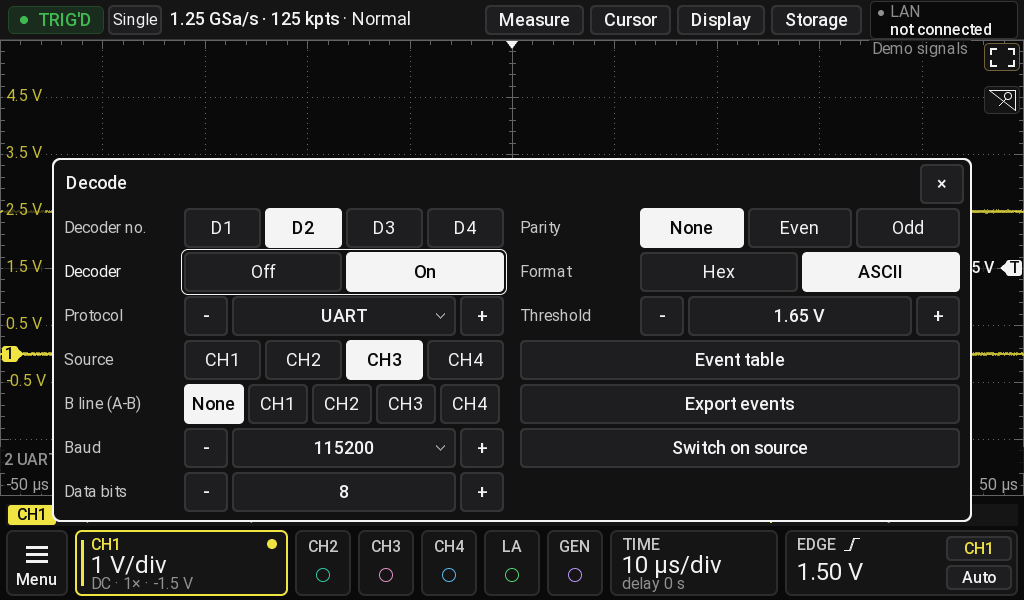 TRIG'D Single 1.25 GSa/s · 125 kpts · Normal Measure Cursor Display Storage LAN
not connected
Demo signals
4.5 V
3.5 V
2.5 V
1.5 V
0.5 V
-0.5 V
5 V T
1
Decode ×
Decoder no. D1 D2 D3 D4 Parity None Even Odd
Decoder Off On Format Hex ASCII
Protocol - UART + Threshold - 1.65 V +
Source CH1 CH2 CH3 CH4 Event table
B line (A-B) None CH1 CH2 CH3 CH4 Export events
Baud - 115200 + Switch on source
Data bits - 8 +
2 UART
-50 µs 50 µs
CH1
Menu
CH1
1 V/div
DC · 1× · -1.5 V
CH2 CH3 CH4 LA GEN
TIME
10 µs/div
delay 0 s
EDGE CH1
1.50 V Auto